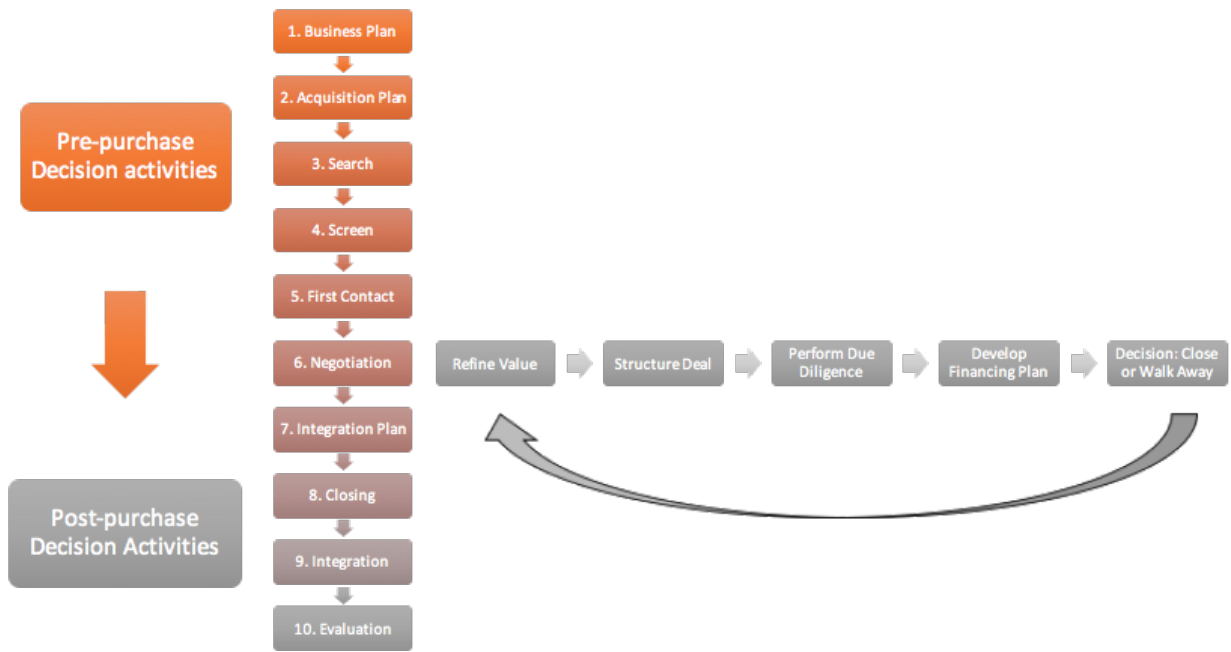 1. Business Plan
2. Acquisition Plan
Pre-purchase
Decision activities
3. Search
4. Screen
5. First Contact
6. Negotiation
Refine Value
Structure Deal
Perform Due
Diligence
Develop
Financing Plan
Decision: Close
or Walk Away
7. Integration Plan
8. Closing
Post-purchase
Decision Activities
9. Integration
10. Evaluation